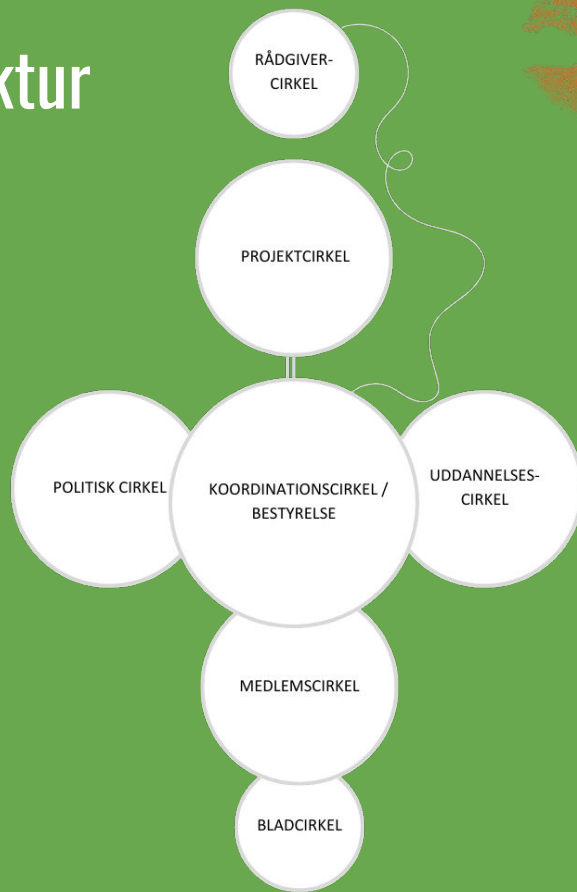 ktur
RÅDGIVER-
CIRKEL
PROJEKTCIRKEL
POLITISK CIRKEL
KOORDINATIONSCIRKEL /
BESTYRELSE
UDDANNELSES-
CIRKEL
MEDLEMSCIRKEL
BLADCIRKEL